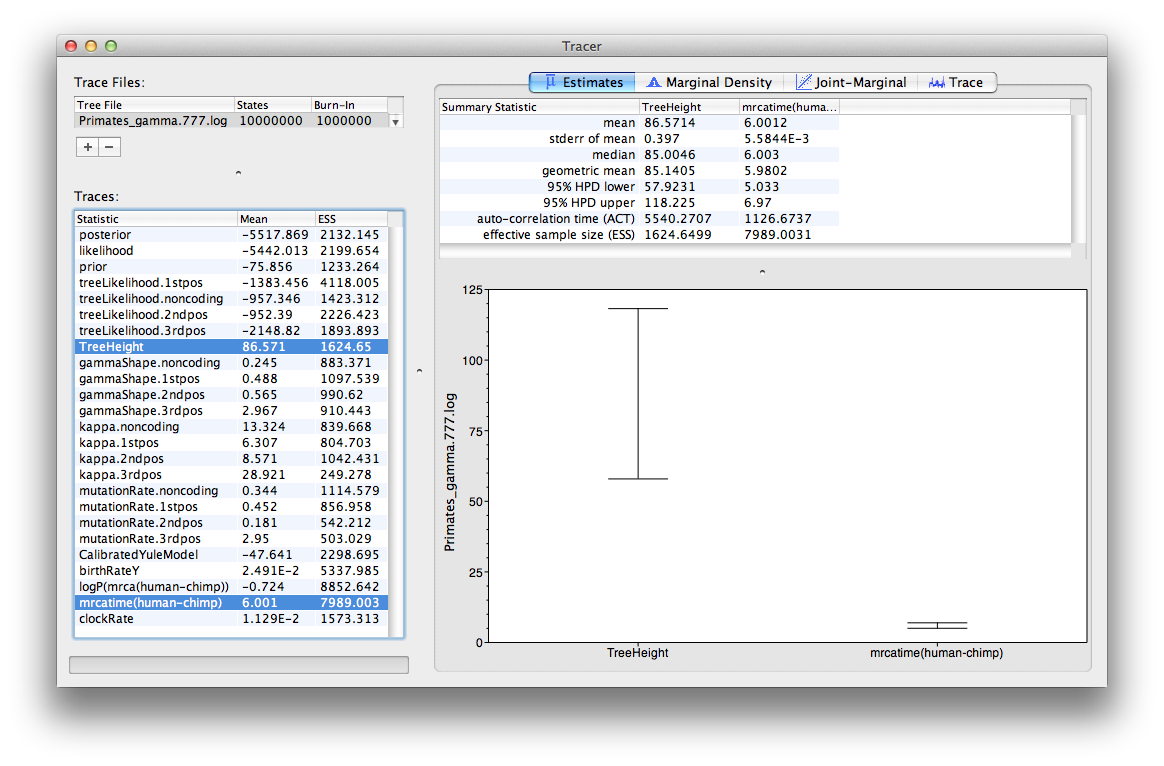 Tracer
Trace Files:
Tree File States Burn-In
Primates_gamma.777.log 10000000 1000000
+ −
Traces:
Statistic Mean ESS
posterior -5517.869 2132.145
likelihood -5442.013 2199.654
prior -75.856 1233.264
treeLikelihood.1stpos -1383.456 4118.005
treeLikelihood.noncoding -957.346 1423.312
treeLikelihood.2ndpos -952.39 2226.423
treeLikelihood.3rdpos -2148.82 1893.893
TreeHeight 86.571 1624.65
gammaShape.noncoding 0.245 883.371
gammaShape.1stpos 0.488 1097.539
gammaShape.2ndpos 0.565 990.62
gammaShape.3rdpos 2.967 910.443
kappa.noncoding 13.324 839.668
kappa.1stpos 6.307 804.703
kappa.2ndpos 8.571 1042.431
kappa.3rdpos 28.921 249.278
mutationRate.noncoding 0.344 1114.579
mutationRate.1stpos 0.452 856.958
mutationRate.2ndpos 0.181 542.212
mutationRate.3rdpos 2.95 503.029
CalibratedYuleModel -47.641 2298.695
birthRateY 2.491E-2 5337.985
logP(mrca(human-chimp)) -0.724 8852.642
mrcatime(human-chimp) 6.001 7989.003
clockRate 1.129E-2 1573.313
Estimates Marginal Density Joint-Marginal Trace
Summary Statistic TreeHeight mrcatime(huma...
mean 86.5714 6.0012
stderr of mean 0.397 5.5844E-3
median 85.0046 6.003
geometric mean 85.1405 5.9802
95% HPD lower 57.9231 5.033
95% HPD upper 118.225 6.97
auto-correlation time (ACT) 5540.2707 1126.6737
effective sample size (ESS) 1624.6499 7989.0031
Primates_gamma.777.log
125
100
75
50
25
0
TreeHeight mrcatime(human-chimp)